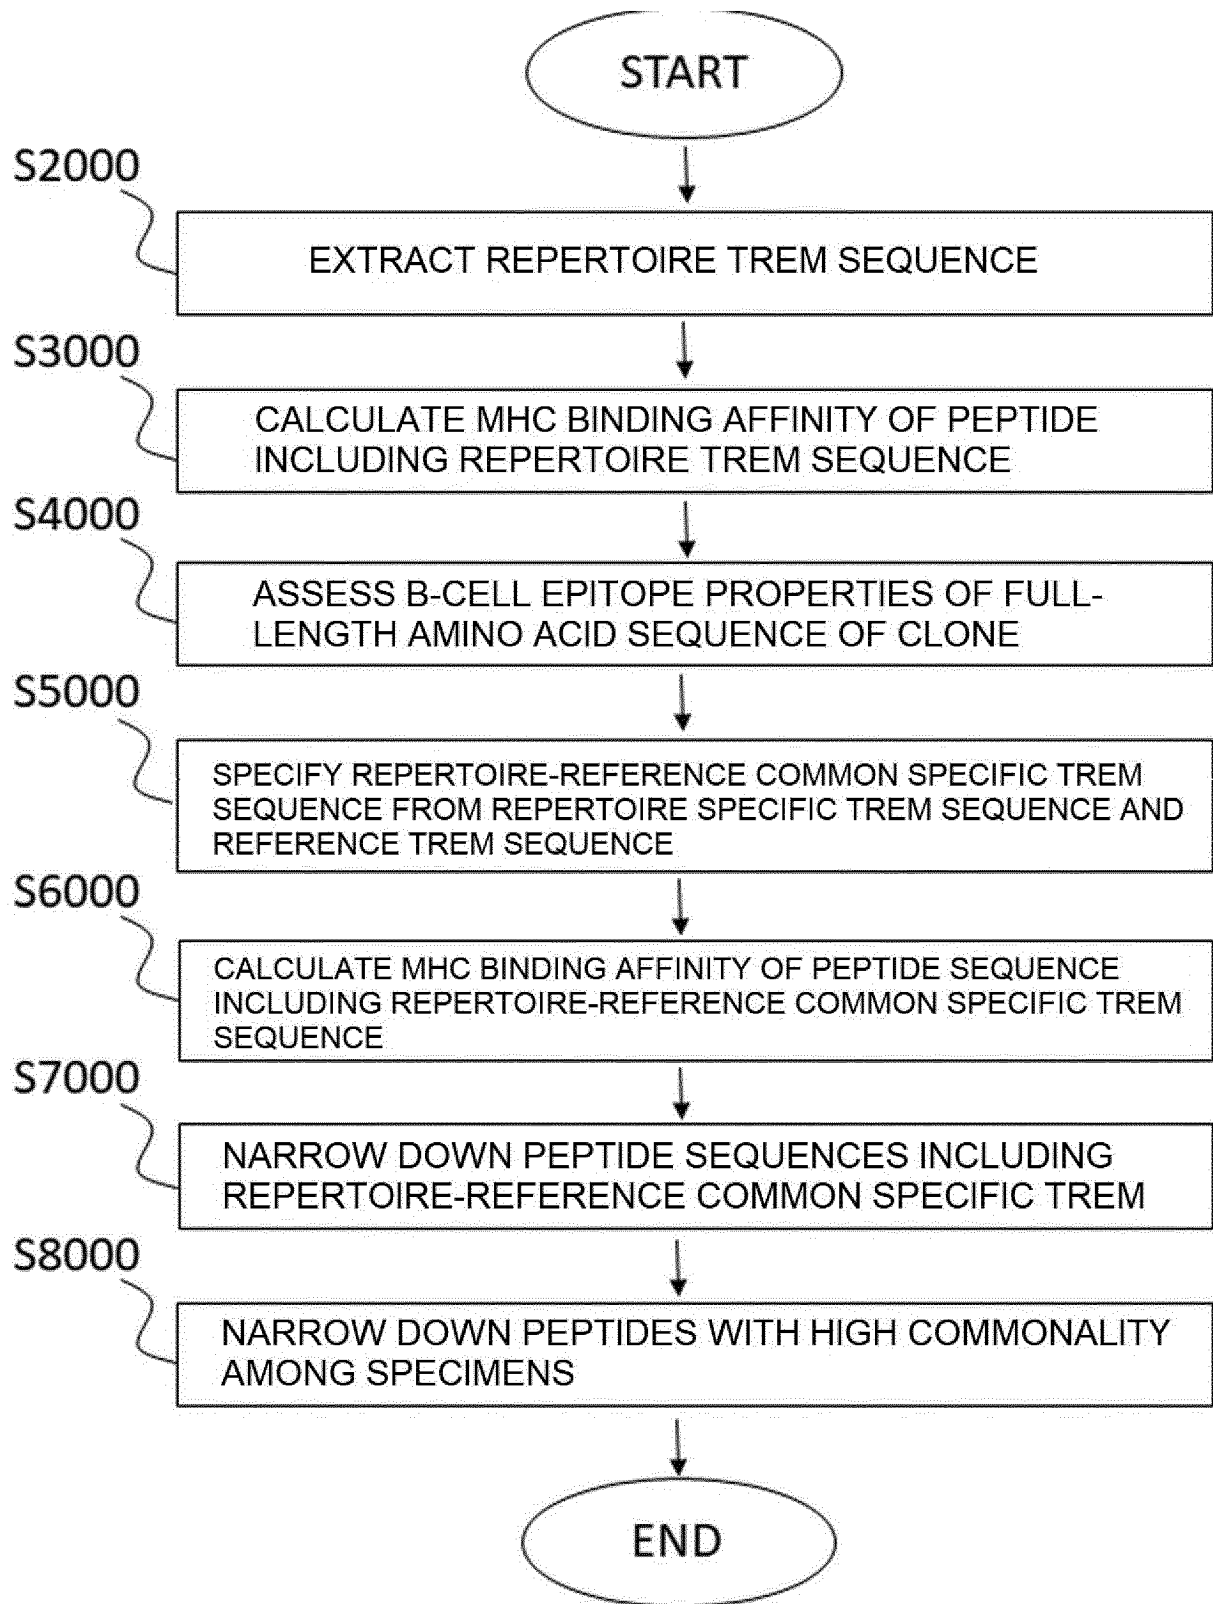 START
S2000
EXTRACT REPERTOIRE TREM SEQUENCE
S3000
CALCULATE MHC BINDING AFFINITY OF PEPTIDE
INCLUDING REPERTOIRE TREM SEQUENCE
S4000
ASSESS B-CELL EPITOPE PROPERTIES OF FULL-
LENGTH AMINO ACID SEQUENCE OF CLONE
S5000
SPECIFY REPERTOIRE-REFERENCE COMMON SPECIFIC TREM
SEQUENCE FROM REPERTOIRE SPECIFIC TREM SEQUENCE AND
REFERENCE TREM SEQUENCE
S6000
CALCULATE MHC BINDING AFFINITY OF PEPTIDE SEQUENCE
INCLUDING REPERTOIRE-REFERENCE COMMON SPECIFIC TREM
SEQUENCE
S7000
NARROW DOWN PEPTIDE SEQUENCES INCLUDING
REPERTOIRE-REFERENCE COMMON SPECIFIC TREM
S8000
NARROW DOWN PEPTIDES WITH HIGH COMMONALITY
AMONG SPECIMENS
END